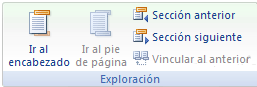 Ir al
encabezado
Ir al pie
de página
Sección anterior
Sección siguiente
Vincular al anterior
Exploración